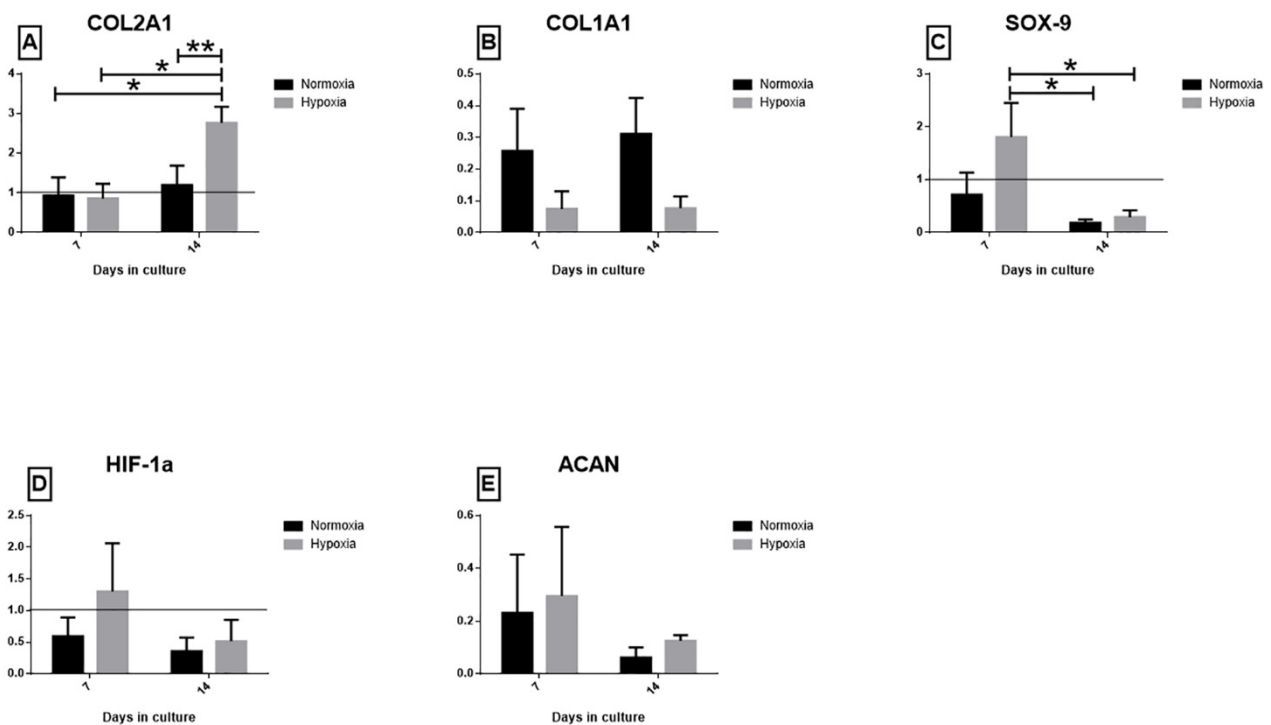 A
COL2A1
**
*
*
4
3
2
1
0
7
14
Days in culture
Normoxia
Hypoxia
B
COL1A1
0.5
0.4
0.3
0.2
0.1
0.0
7
14
Days in culture
Normoxia
Hypoxia
C
SOX-9
*
*
3
2
1
0
7
14
Days in culture
Normoxia
Hypoxia
D
HIF-1a
2.5
2.0
1.5
1.0
0.5
0.0
7
14
Days in culture
Normoxia
Hypoxia
E
ACAN
0.6
0.4
0.2
0.0
7
14
Days in culture
Normoxia
Hypoxia